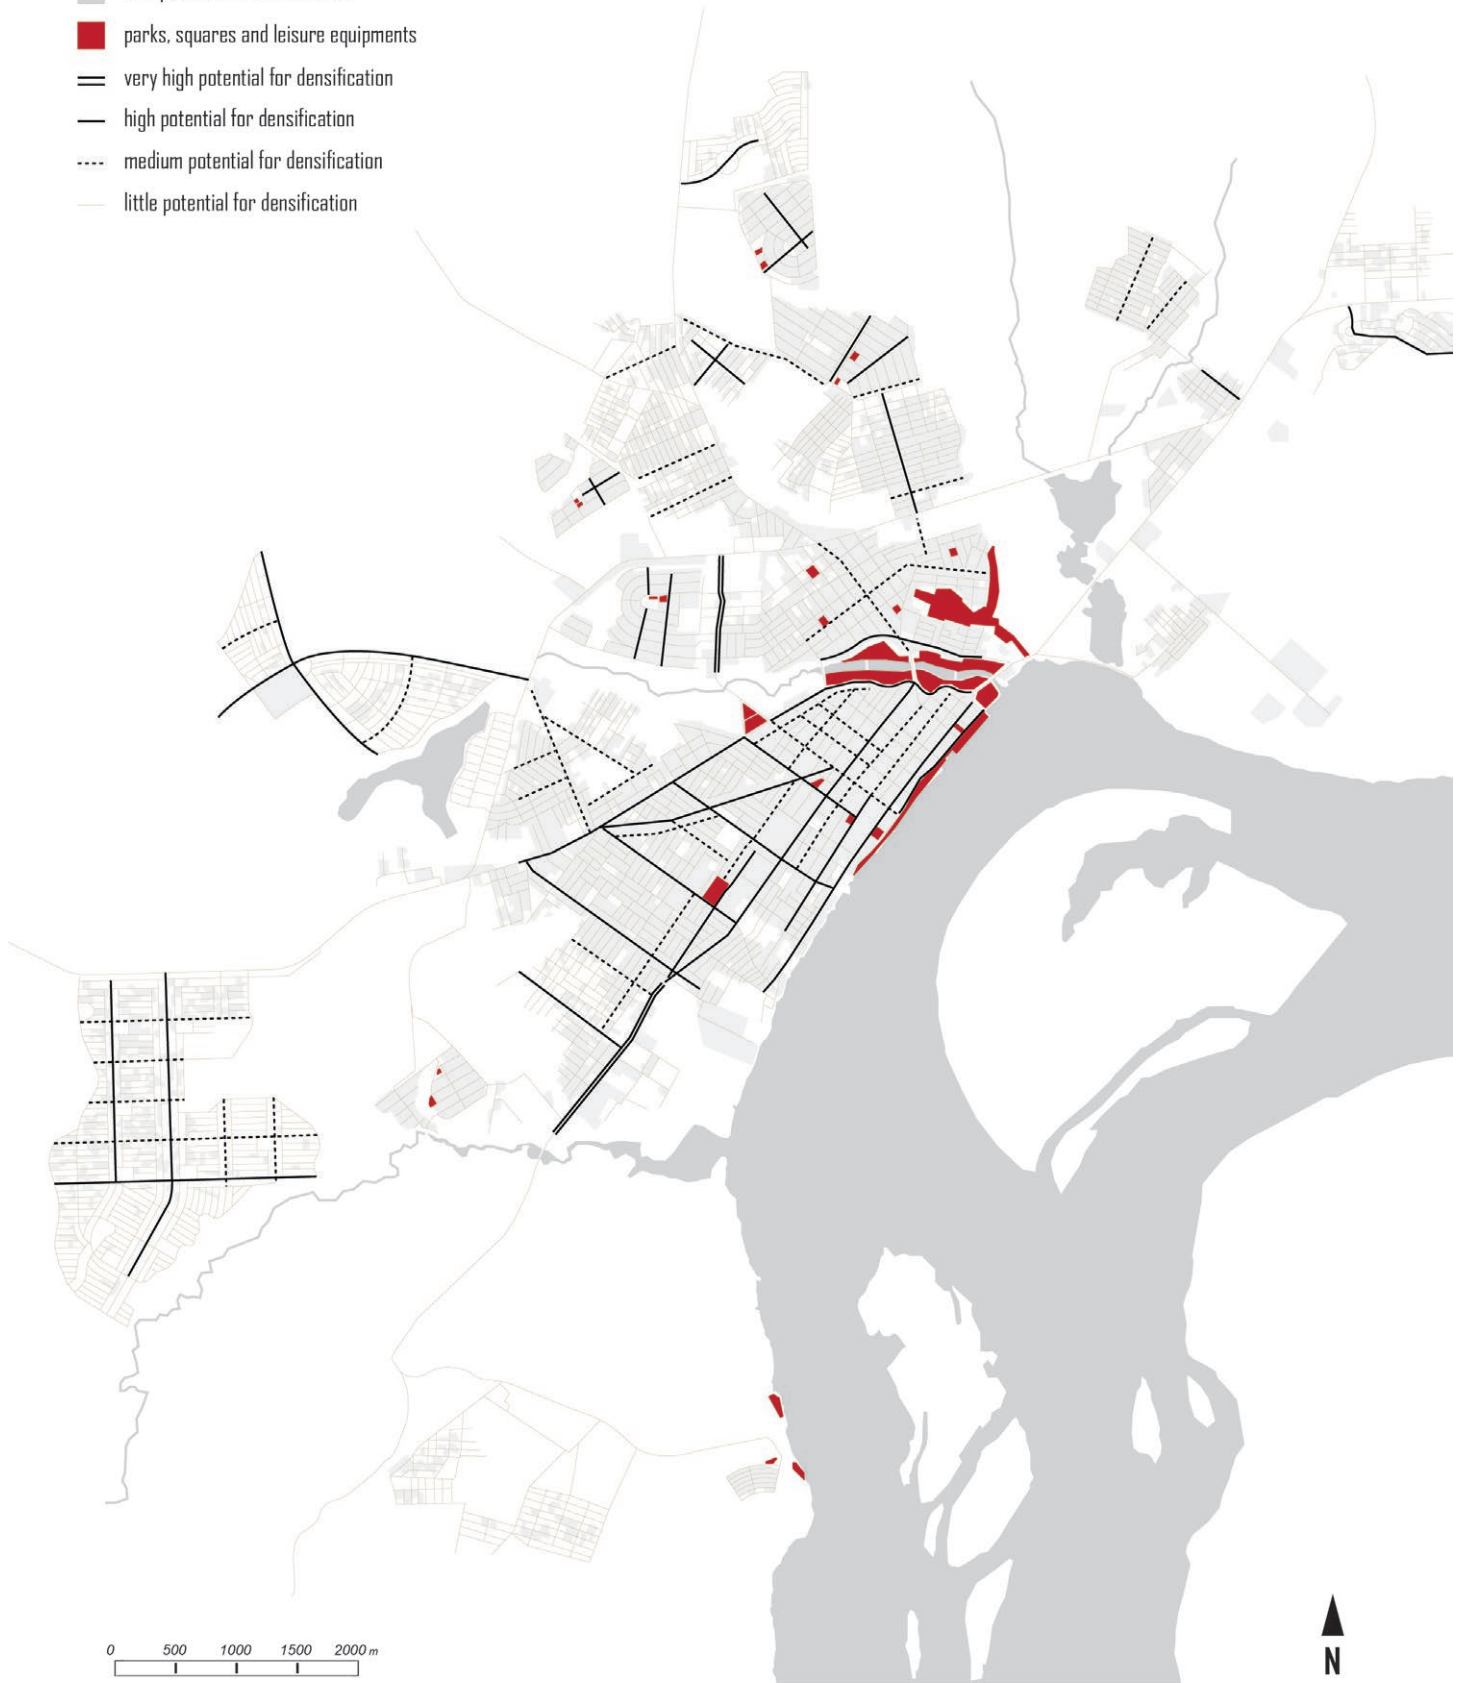 parks, squares and leisure equipments
very high potential for densification
high potential for densification
medium potential for densification
little potential for densification
0 500 1000 1500 2000 m
N